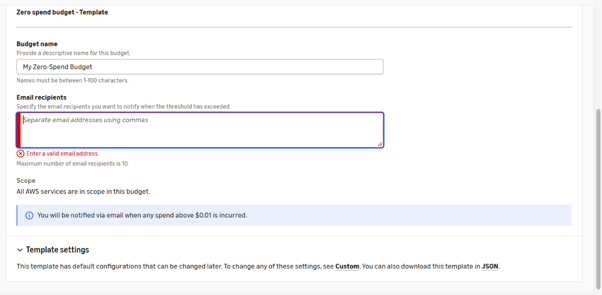 Zero spend budget - Template
Budget name
Provide a descriptive name for this budget.
My Zero-Spend Budget
Names must be between 1-100 characters.
Email recipients
Specify the email recipients you want to notify when the threshold has exceeded.
Separate email addresses using commas
Enter a valid email address.
Maximum number of email recipients is 10.
Scope
All AWS services are in scope in this budget.
You will be notified via email when any spend above $0.01 is incurred.
Template settings
This template has default configurations that can be changed later. To change any of these settings, see Custom. You can also download this template in JSON.